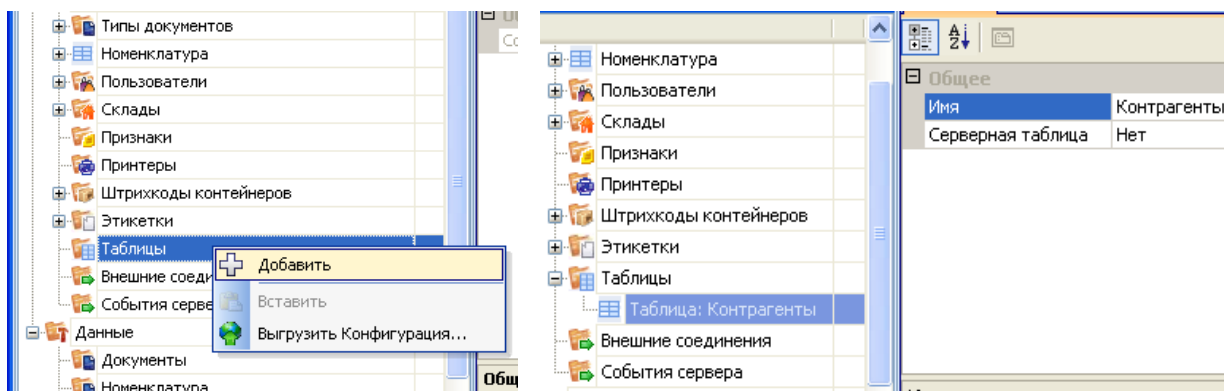 Типы документов
Номенклатура
Пользователи
Склады
Признаки
Принтеры
Штрихкоды контейнеров
Этикетки
Таблицы
Внешние соеди
События серве
Данные
Документы
Номенклатура
Добавить
Вставить
Выгрузить Конфигурация...
Общ
Номенклатура
Пользователи
Склады
Признаки
Принтеры
Штрихкоды контейнеров
Этикетки
Таблицы
Таблица: Контрагенты
Внешние соединения
События сервера
Общее
Имя Контрагенты
Серверная таблица Нет